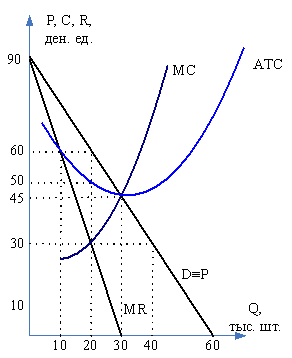 P, C, R,
ден. ед.
90
MC
ATC
60
50
45
30
D≡P
10
MR
Q,
тыс. шт.
10 20 30 40 60